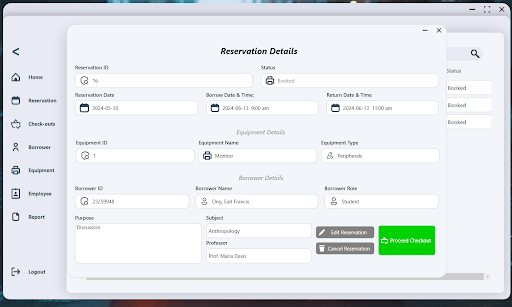 <
Home
Reservation
Check-outs
Borrower
Equipment
Employee
Report
Logout
Reservation Details
Reservation ID
Status
16
Booked
Reservation Date
Borrow Date & Time;
Return Date & Time
2024-05-30
2024-06-13 9:00 am
2024-06-13 11:00 am
Equipment Details
Equipment ID
Equipment Name
Equipment Type
1
Monitor
Peripherals
Borrower Details
Borrower ID
Borrower Name
Borrower Role
23259948
Ong, Earl Francis
Student
Purpose
Discussion
Subject
Anthropology
Professor
Prof. Maria Davis
Edit Reservation
Cancel Reservation
Proceed Checkout
Status
Booked
Booked
Booked